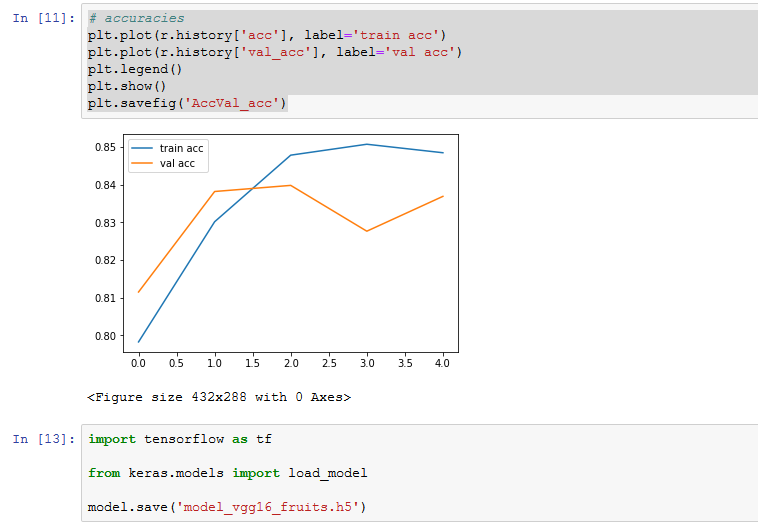 In [11]: # accuracies
plt.plot(r.history['acc'], label='train acc')
plt.plot(r.history['val_acc'], label='val acc')
plt.legend()
plt.show()
plt.savefig('AccVal_acc')
train acc
val acc
0.85
0.84
0.83
0.82
0.81
0.80
0.0 0.5 1.0 1.5 2.0 2.5 3.0 3.5 4.0
<Figure size 432x288 with 0 Axes>
In [13]: import tensorflow as tf
from keras.models import load_model
model.save('model_vgg16_fruits.h5')